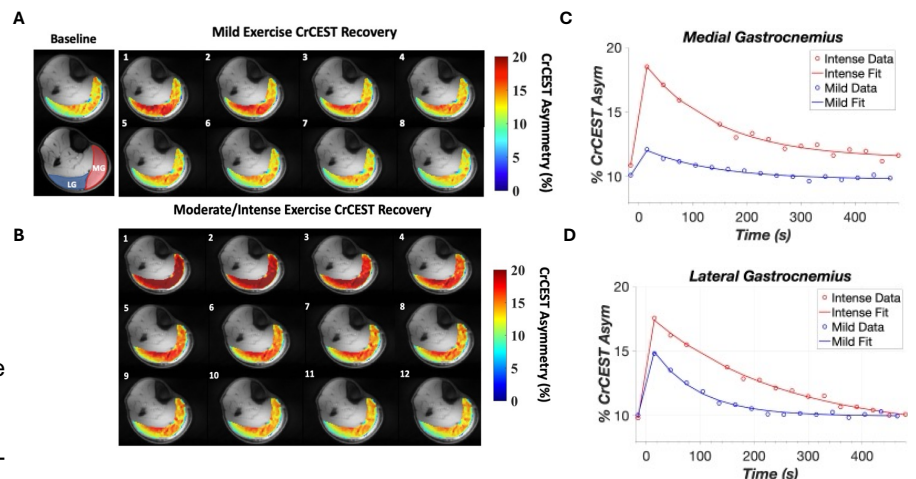 A
Mild Exercise CrCEST Recovery
Baseline
1
2
3
4
5
6
7
8
LG
MG
20
15
10
5
0
CrCEST Asymmetry (%)
Moderate/Intense Exercise CrCEST Recovery
B
1
2
3
4
5
6
7
8
9
10
11
12
20
15
10
5
0
CrCEST Asymmetry (%)
e
C
Medial Gastrocnemius
20
15
10
% CrCEST Asym
Intense Data
Intense Fit
Mild Data
Mild Fit
0
100
200
300
400
Time (s)
D
Lateral Gastrocnemius
20
15
10
% CrCEST Asym
Intense Data
Intense Fit
Mild Data
Mild Fit
0
100
200
300
400
Time (s)